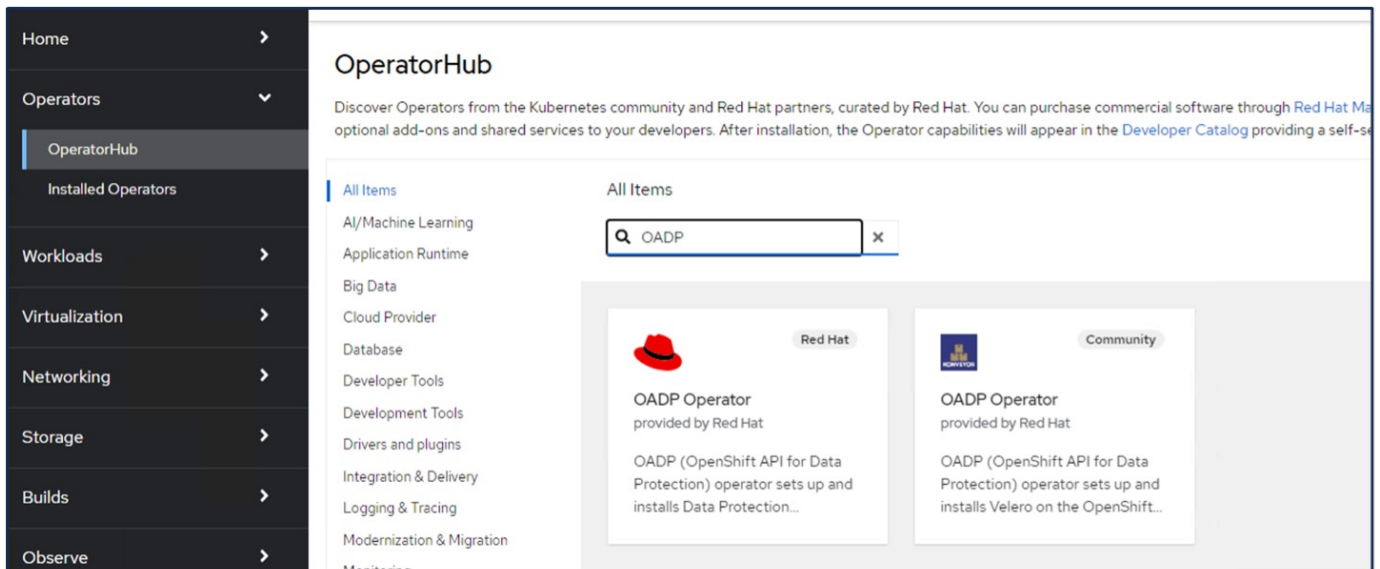 Home
Operators
OperatorHub
Installed Operators
Workloads
Virtualization
Networking
Storage
Builds
Observe
OperatorHub
Discover Operators from the Kubernetes community and Red Hat partners, curated by Red Hat. You can purchase commercial software through Red Hat Ma
optional add-ons and shared services to your developers. After installation, the Operator capabilities will appear in the Developer Catalog providing a self-se
All Items
AI/Machine Learning
Application Runtime
Big Data
Cloud Provider
Database
Developer Tools
Development Tools
Drivers and plugins
Integration & Delivery
Logging & Tracing
Modernization & Migration
Monitoring
All Items
OADP
Red Hat
OADP Operator
provided by Red Hat
OADP (OpenShift API for Data
Protection) operator sets up and
installs Data Protection...
KONVEYOR
Community
OADP Operator
provided by Red Hat
OADP (OpenShift API for Data
Protection) operator sets up and
installs Velero on the OpenShift...